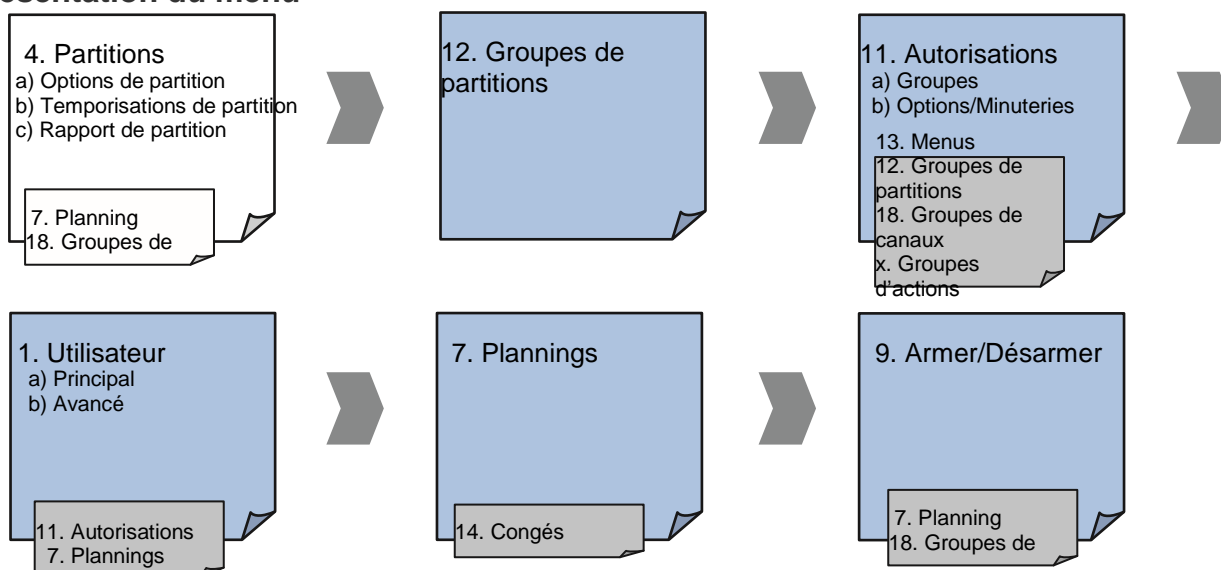 ésentation du menu
4. Partitions
a) Options de partition
b) Temporisations de partition
c) Rapport de partition
7. Planning
18. Groupes de
12. Groupes de
partitions
11. Autorisations
a) Groupes
b) Options/Minuteries
13. Menus
12. Groupes de
partitions
18. Groupes de
canaux
x. Groupes
d'actions
1. Utilisateur
a) Principal
b) Avancé
11. Autorisations
7. Plannings
7. Plannings
14. Congés
9. Armer/Désarmer
7. Planning
18. Groupes de